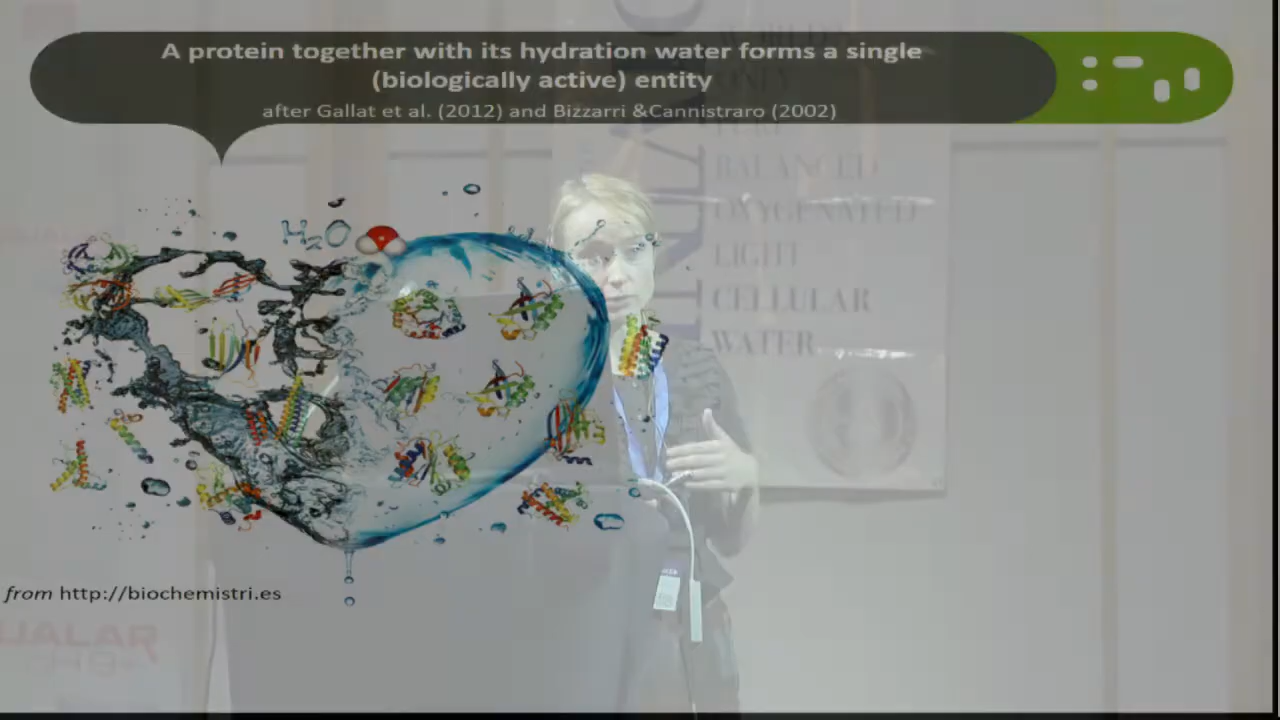 A protein together with its hydration water forms a single
(biologically active) entity
after Gallat et al. (2012) and Bizzarri &Cannistraro (2002)
H₂O
BALANCED
OXYGENATED
LIGHT
CELLULAR
WATER
from http://biochemistri.es